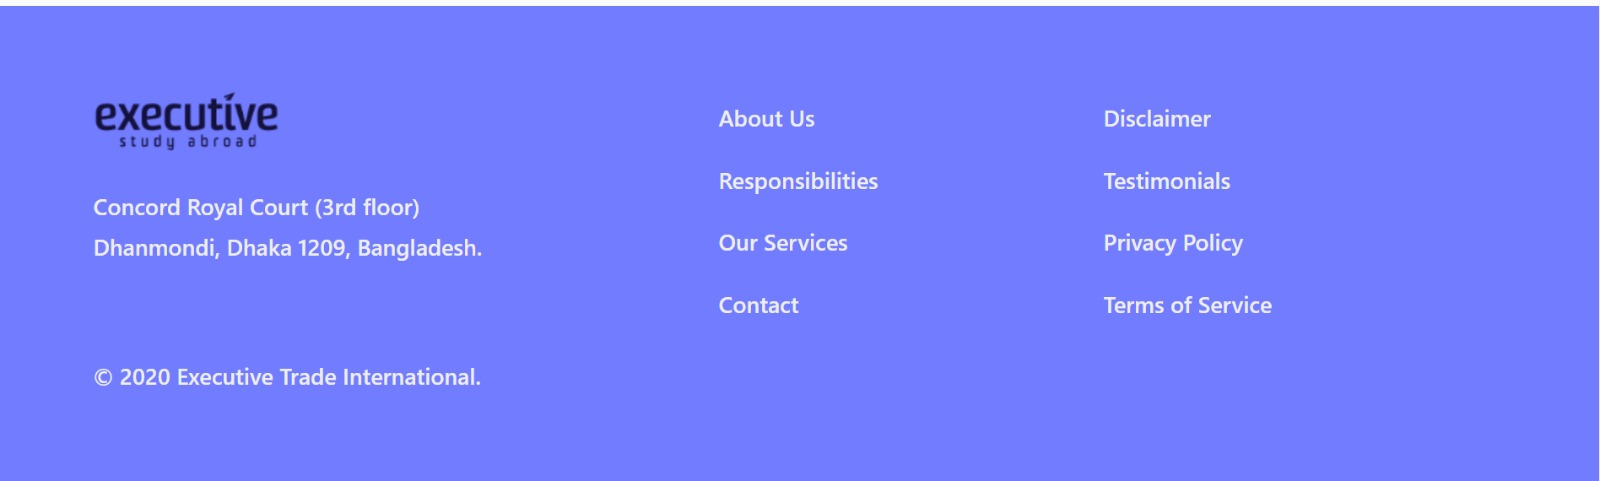 executive
study abroad
Concord Royal Court (3rd floor)
Dhanmondi, Dhaka 1209, Bangladesh.
© 2020 Executive Trade International.
About Us
Responsibilities
Our Services
Contact
Disclaimer
Testimonials
Privacy Policy
Terms of Service